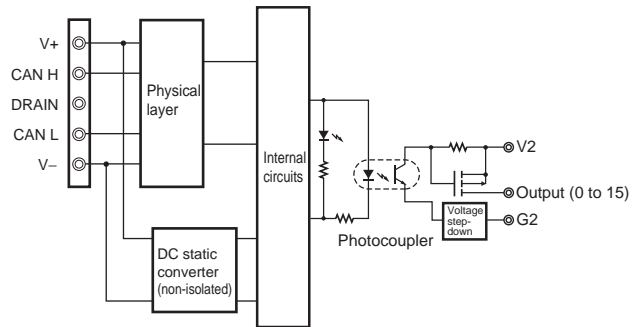 V+
CAN H
DRAIN
CAN L
V–
Physical
layer
DC static
converter
(non-isolated)
Internal
circuits
Photocoupler
V2
Output (0 to 15)
Voltage
step-
down
G2